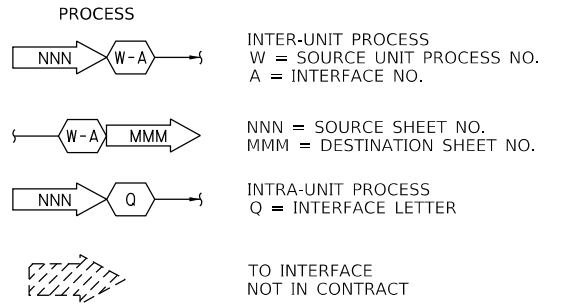 PROCESS
NNN W-A
INTER-UNIT PROCESS
W = SOURCE UNIT PROCESS NO.
A = INTERFACE NO.
W-A MMM
NNN = SOURCE SHEET NO.
MMM = DESTINATION SHEET NO.
NNN Q
INTRA-UNIT PROCESS
Q = INTERFACE LETTER
TO INTERFACE
NOT IN CONTRACT